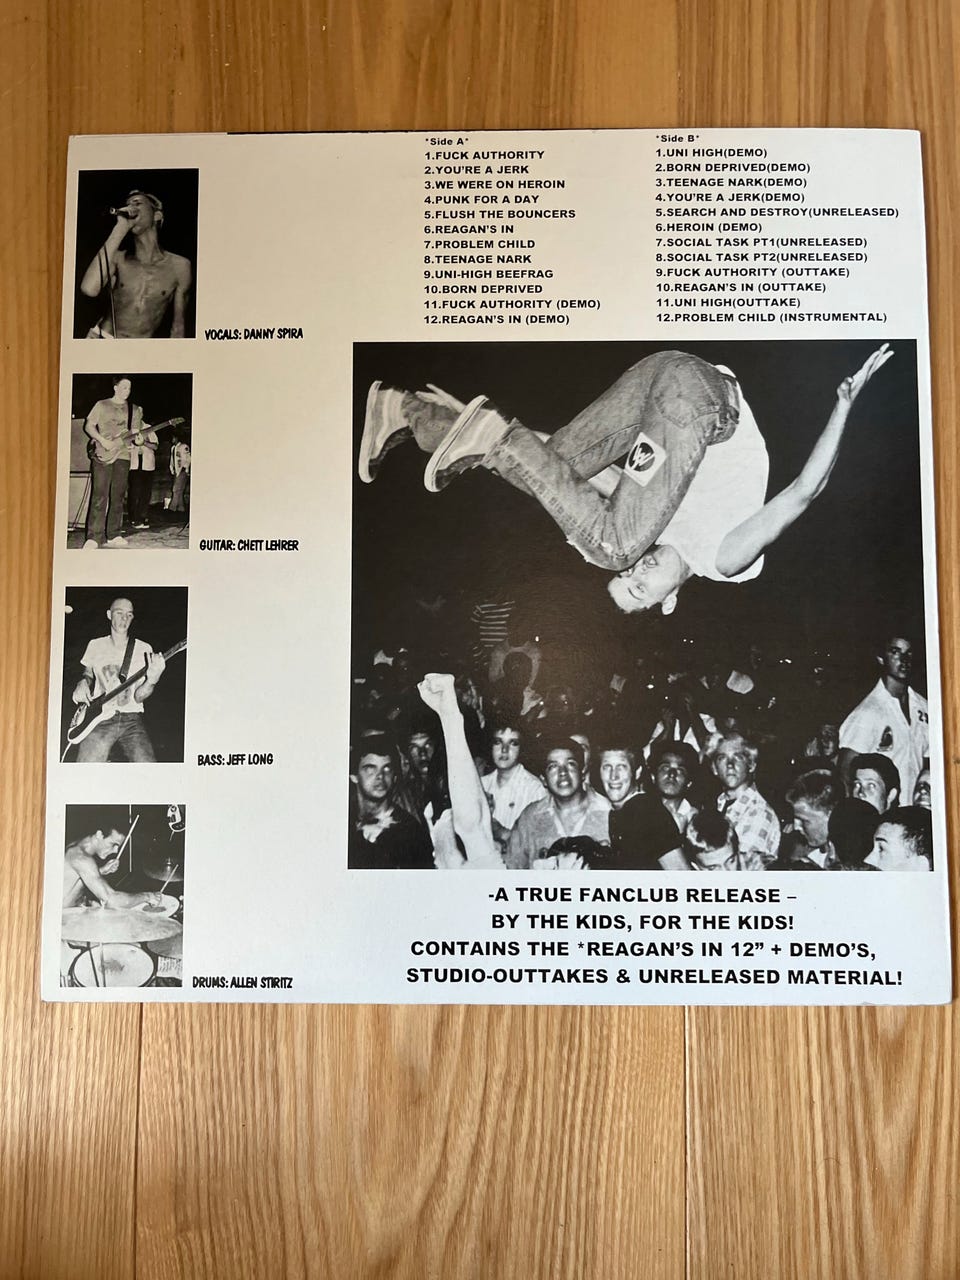 *Side A*
1.FUCK AUTHORITY
2.YOU'RE A JERK
3.WE WERE ON HEROIN
4.PUNK FOR A DAY
5.FLUSH THE BOUNCERS
6.REAGAN'S IN
7.PROBLEM CHILD
8.TEENAGE NARK
9.UNI-HIGH BEEFRAG
10.BORN DEPRIVED
11.FUCK AUTHORITY (DEMO)
12.REAGAN'S IN (DEMO)
*Side B*
1.UNI HIGH(DEMO)
2.BORN DEPRIVED(DEMO)
3.TEENAGE NARK(DEMO)
4.YOU'RE A JERK(DEMO)
5.SEARCH AND DESTROY(UNRELEASED)
6.HEROIN (DEMO)
7.SOCIAL TASK PT1(UNRELEASED)
8.SOCIAL TASK PT2(UNRELEASED)
9.FUCK AUTHORITY (OUTTAKE)
10.REAGAN'S IN (OUTTAKE)
11.UNI HIGH(OUTTAKE)
12.PROBLEM CHILD (INSTRUMENTAL)
VOCALS: DANNY SPIRA
GUITAR: CHETT LEHRER
BASS: JEFF LONG
DRUMS: ALLEN STIRITZ
-A TRUE FANCLUB RELEASE –
BY THE KIDS, FOR THE KIDS!
CONTAINS THE *REAGAN'S IN 12" + DEMO'S,
STUDIO-OUTTAKES & UNRELEASED MATERIAL!